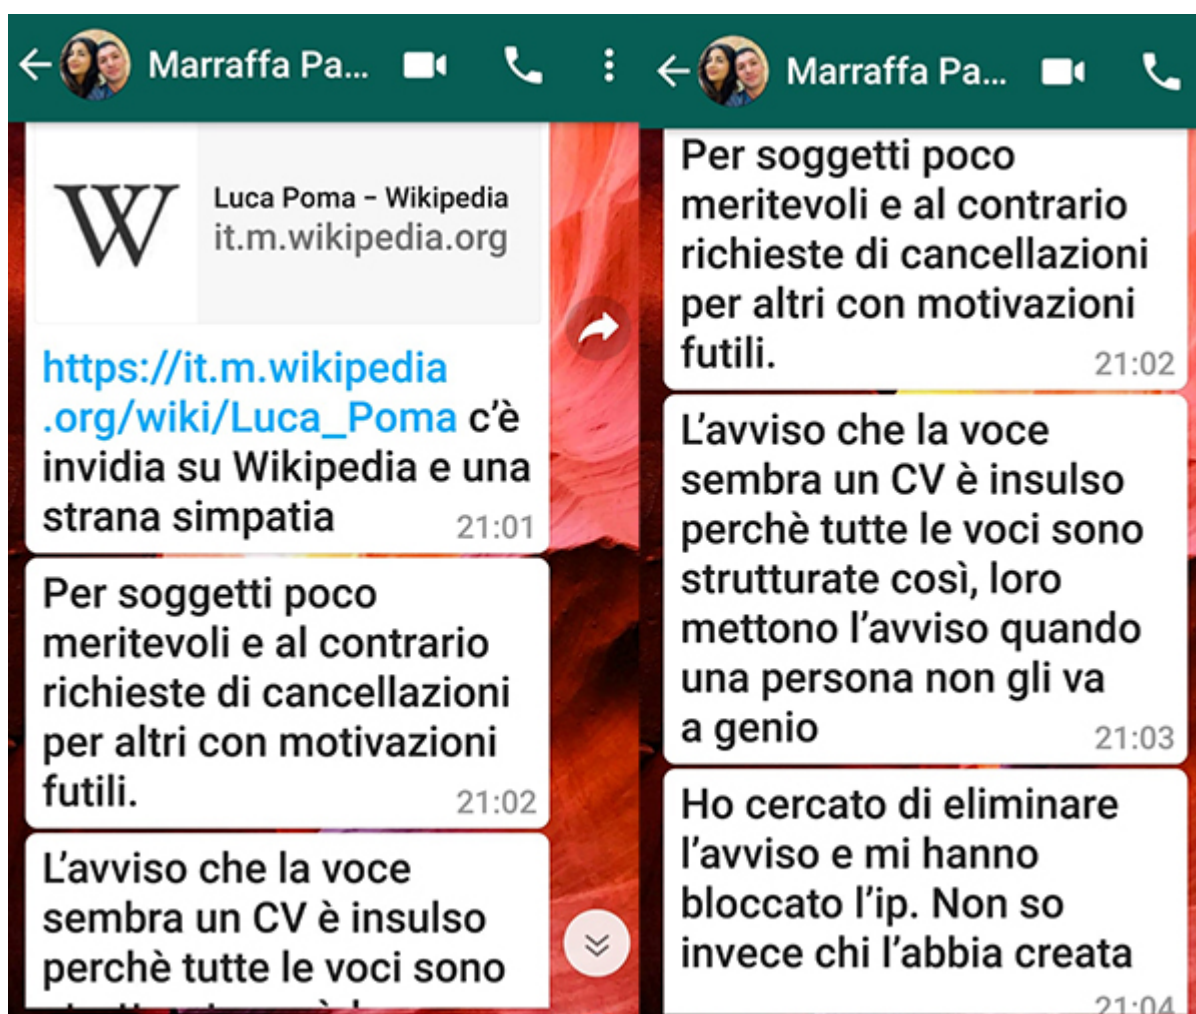 Marraffa Pa...
W
Luca Poma – Wikipedia
it.m.wikipedia.org
https://it.m.wikipedia
.org/wiki/Luca_Poma c'è
invidia su Wikipedia e una
strana simpatia
21:01
Per soggetti poco
meritevoli e al contrario
richieste di cancellazioni
per altri con motivazioni
futili.
21:02
L'avviso che la voce
sembra un CV è insulso
perchè tutte le voci sono
Marraffa Pa...
Per soggetti poco
meritevoli e al contrario
richieste di cancellazioni
per altri con motivazioni
futili.
21:02
L'avviso che la voce
sembra un CV è insulso
perchè tutte le voci sono
strutturate così, loro
mettono l'avviso quando
una persona non gli va
a genio
21:03
Ho cercato di eliminare
l'avviso e mi hanno
bloccato l'ip. Non so
invece chi l'abbia creata
21:04